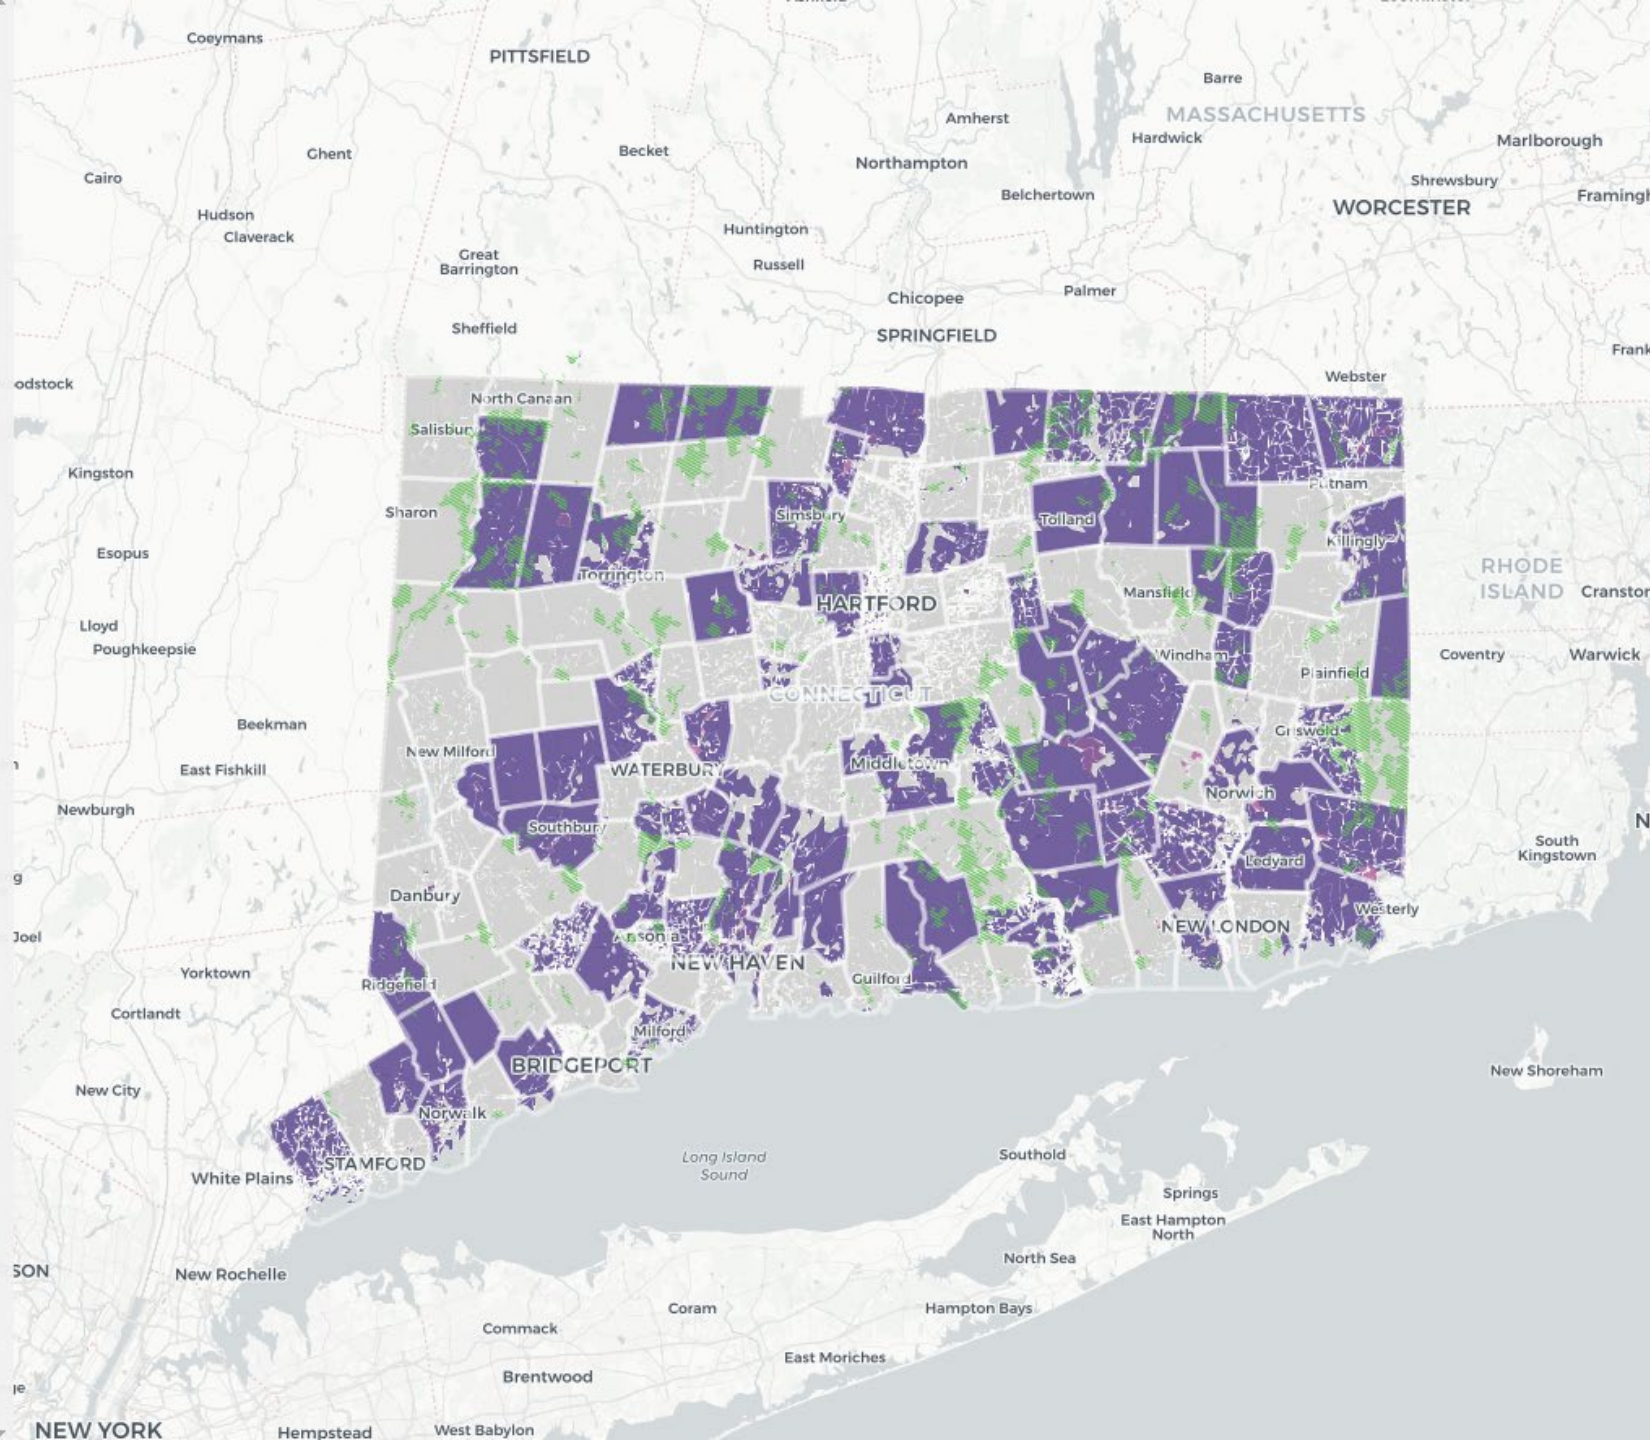 Coeymans
PITTSFIELD
Barre
MASSACHUSETTS
Amherst
Hardwick
Marlborough
Ghent
Becket
Northampton
Cairo
Belchertown
Shrewsbury
WORCESTER
Hudson
Claverack
Huntington
Great
Barrington
Russell
Chicopee
Palmer
Sheffield
SPRINGFIELD
Webster
North Canaan
Salisbury
Kingston
Putnam
Sharon
Simsbury
Tolland
Killingly
Esopus
Torrington
RHODE
ISLAND
Mansfield
HARTFORD
Lloyd
Poughkeepsie
Windham
Coventry
Warwick
Plainfield
CONNECTICUT
Beekman
Griswold
New Milford
East Fishkill
WATERBURY
Middletown
Norwich
Newburgh
Southbury
South
Kingstown
Ledyard
Danbury
Westerly
NEW LONDON
Ansonia
NEW HAVEN
Yorktown
Ridgefield
Guilford
Cortlandt
Milford
BRIDGEPORT
New Shoreham
New City
Norwalk
Long Island
Sound
Southold
STAMFORD
White Plains
Springs
East Hampton
North
North Sea
New Rochelle
Coram
Hampton Bays
Commack
East Moriches
Brentwood
NEW YORK
Hempstead
West Babylon